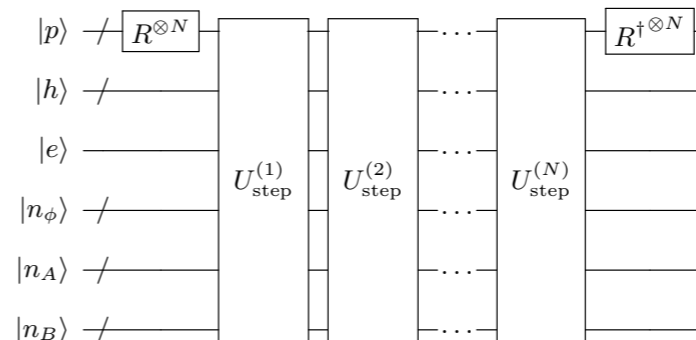 |p⟩ R^{⊗N} ... R^{†⊗N}
|h⟩ ...
|e⟩ ...
U_{step}^{(1)} U_{step}^{(2)} U_{step}^{(N)}
|n_ϕ⟩ ...
|n_A⟩ ...
|n_B⟩ ...